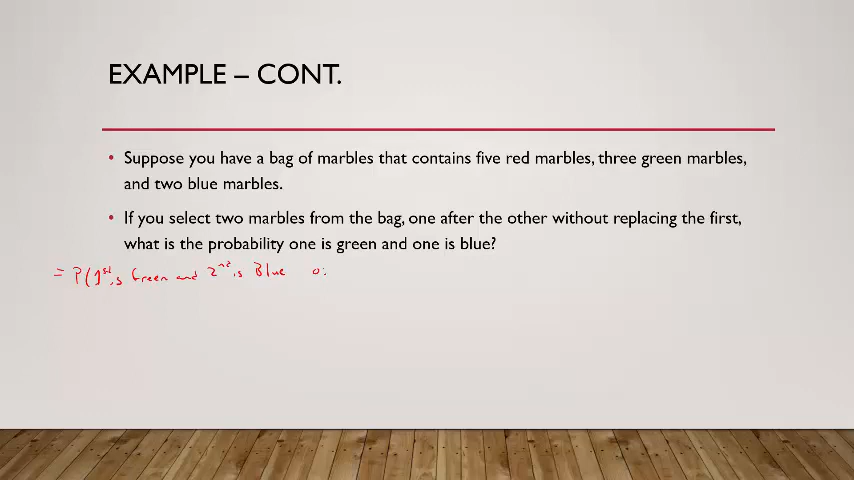 EXAMPLE – CONT.
• Suppose you have a bag of marbles that contains five red marbles, three green marbles,
and two blue marbles.
• If you select two marbles from the bag, one after the other without replacing the first,
what is the probability one is green and one is blue?
= P(1st is Green and 2nd is Blue